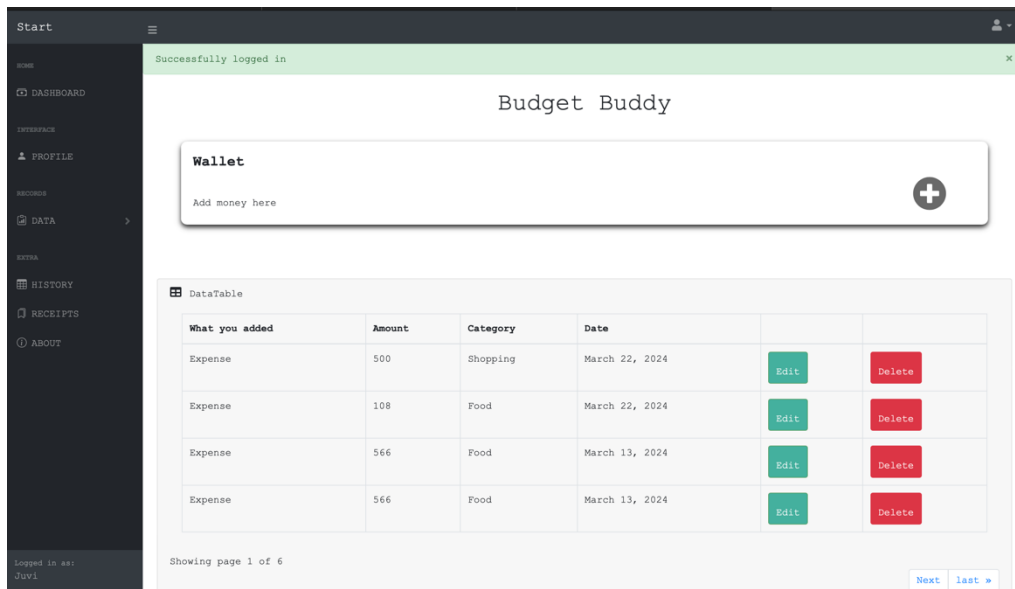 Start
Successfully logged in ×
HOME
DASHBOARD
INTERFACE
PROFILE
RECORDS
DATA
EXTRA
HISTORY
RECEIPTS
ABOUT
Logged in as:
Juvi
Budget Buddy
Wallet
Add money here
DataTable
What you added Amount Category Date
Expense 500 Shopping March 22, 2024 Edit Delete
Expense 108 Food March 22, 2024 Edit Delete
Expense 566 Food March 13, 2024 Edit Delete
Expense 566 Food March 13, 2024 Edit Delete
Showing page 1 of 6
Next last »